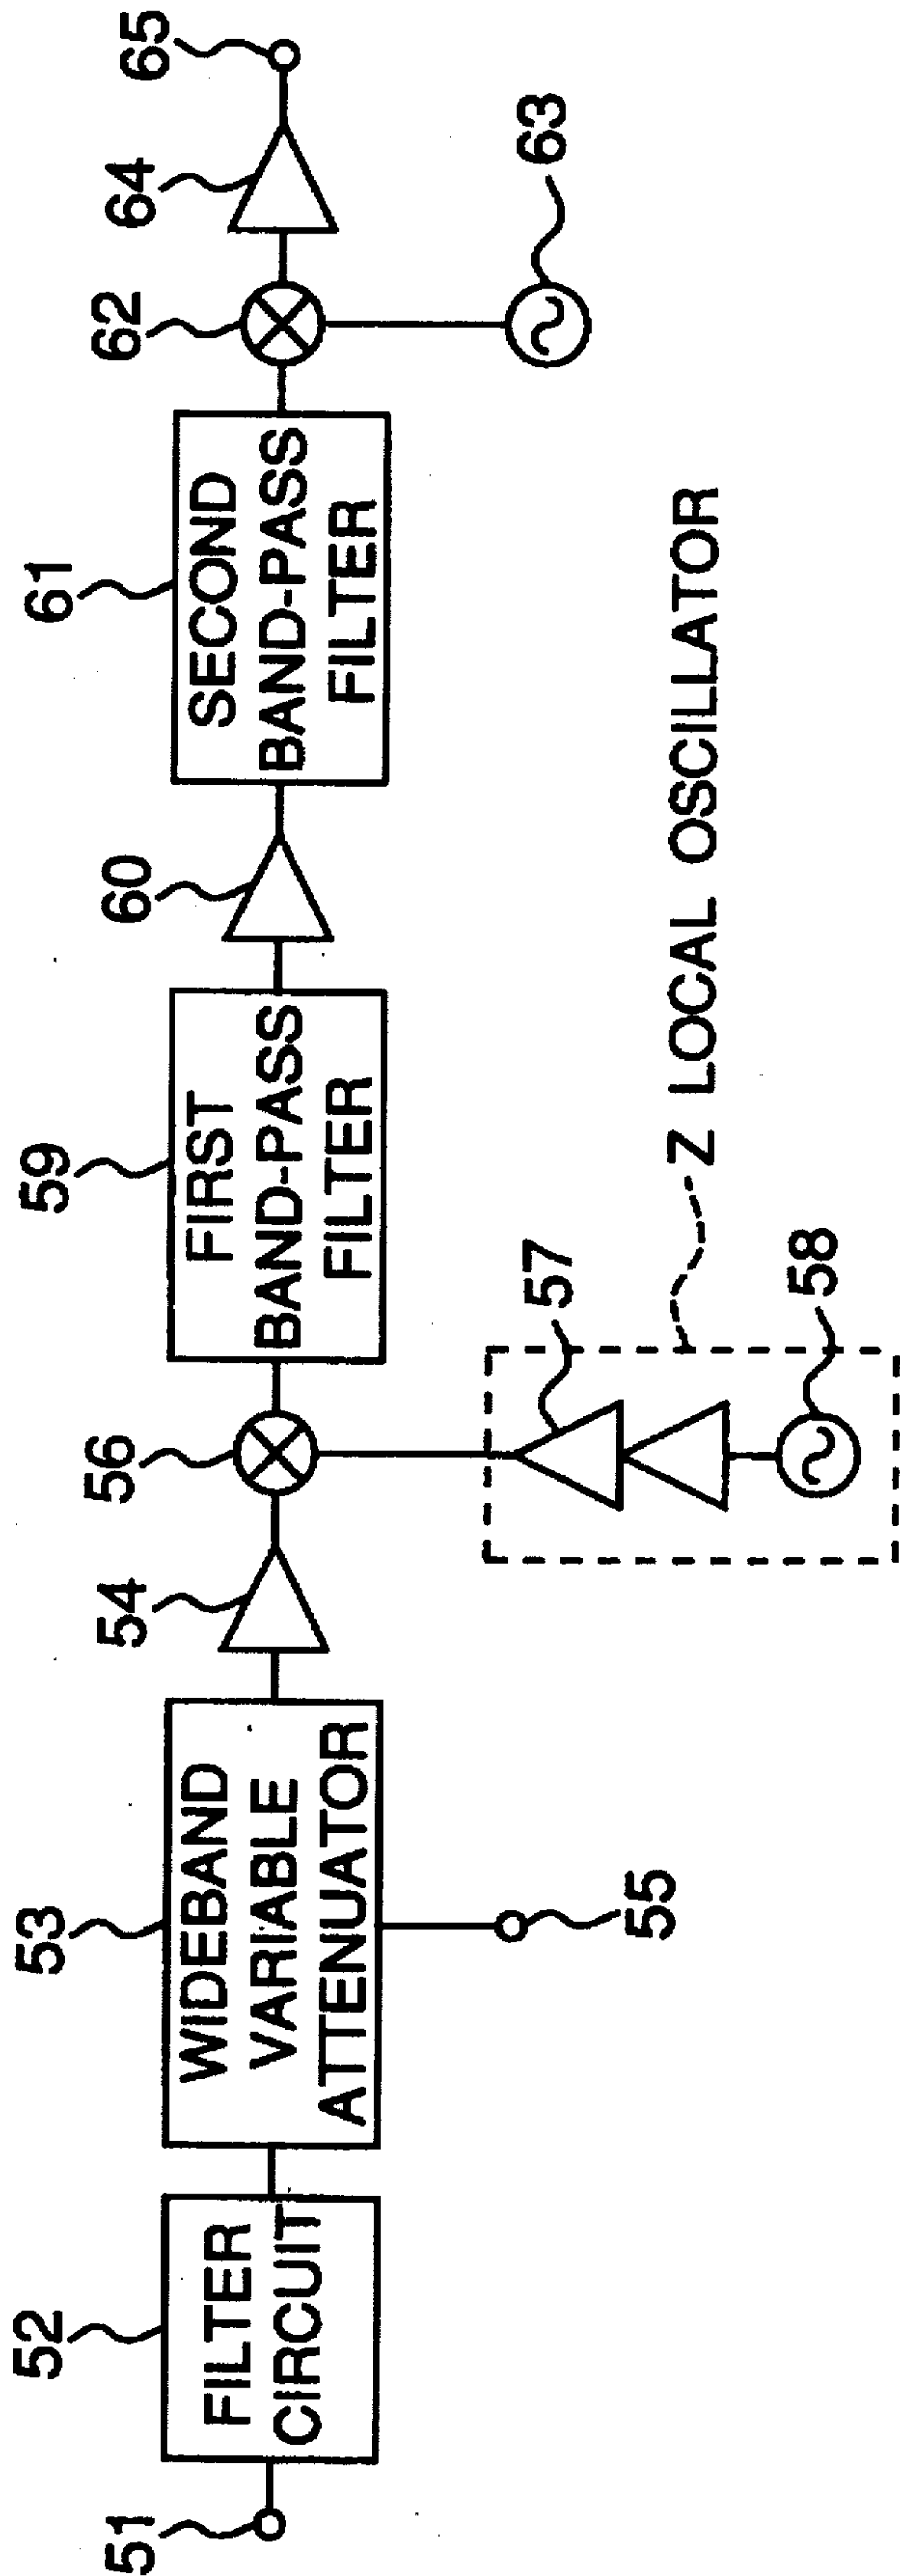 51
52
FILTER
CIRCUIT
53
WIDEBAND
VARIABLE
ATTENUATOR
55
54
56
57
58
Z LOCAL OSCILLATOR
59
FIRST
BAND-PASS
FILTER
60
61
SECOND
BAND-PASS
FILTER
62
63
64
65